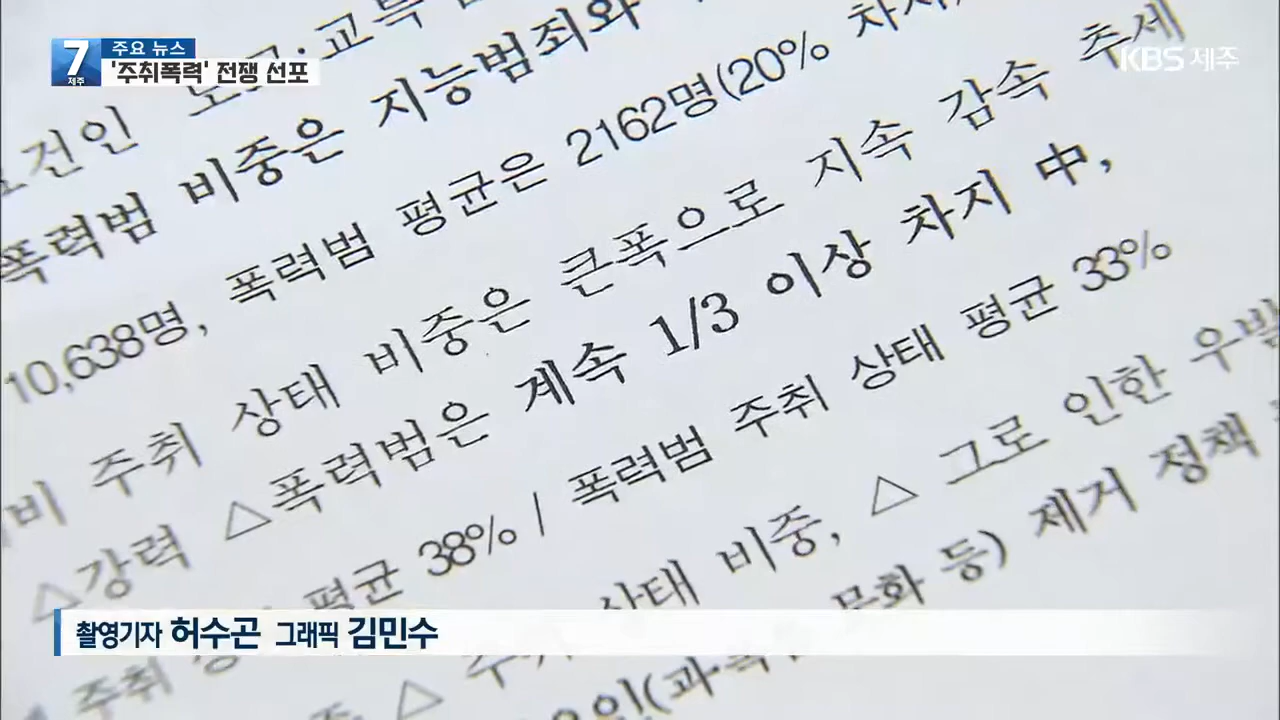 7 제주
주요 뉴스
'주취폭력' 전쟁 선포
KBS 제주
폭력범 비중은 지능범죄와
10,638명, 폭력범 평균은 2162명(20% 차지,
주취 상태 비중은 큰폭으로 지속 감속 추세
△강력 △폭력범은 계속 1/3 이상 차지 中,
평균 38% / 폭력범 주취 상태 평균 33%
상태 비중, △ 그로 인한
문화 등) 제거 정책
주취
촬영기자 허수곤 그래픽 김민수